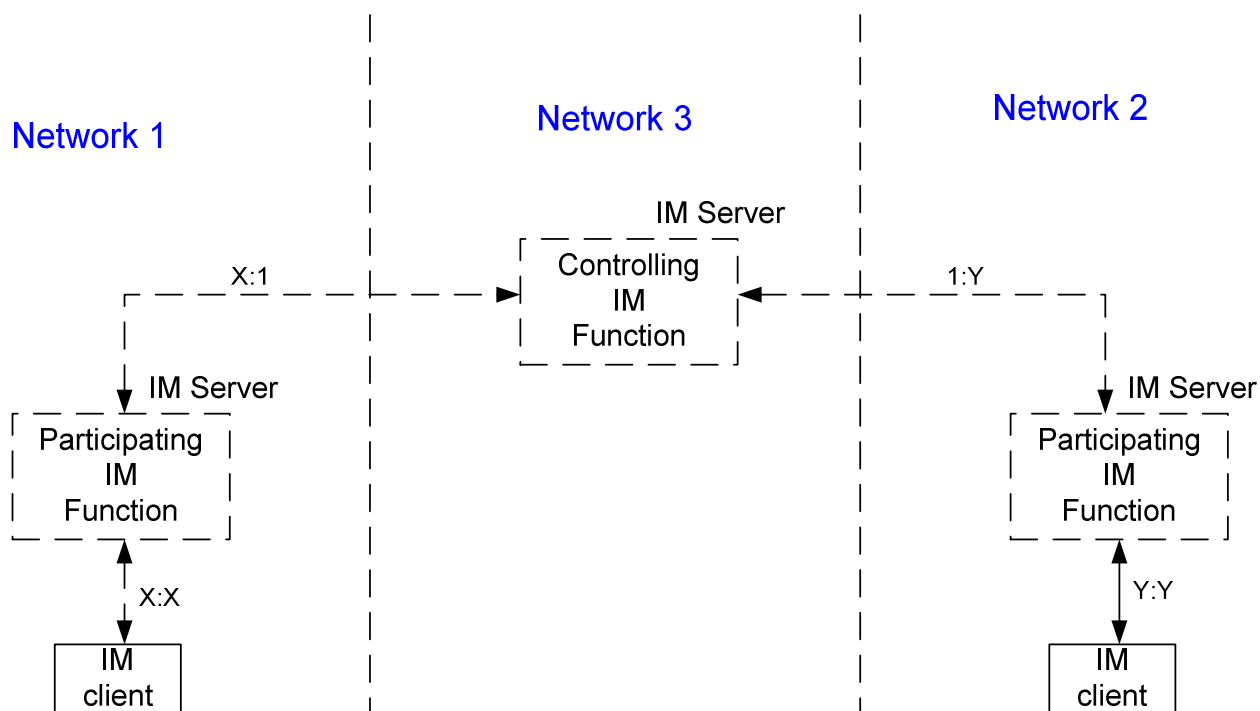 Network 1
Network 3
Network 2
IM Server
Controlling
IM
Function
X:1
1:Y
IM Server
Participating
IM
Function
IM Server
Participating
IM
Function
X:X
Y:Y
IM
client
IM
client